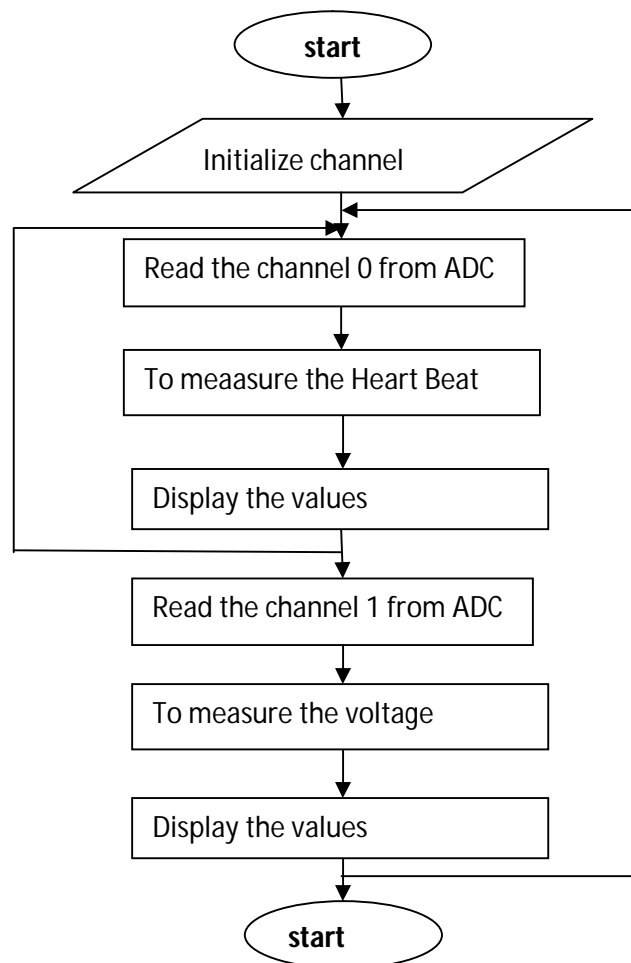 start
Initialize channel
Read the channel 0 from ADC
To meaasure the Heart Beat
Display the values
Read the channel 1 from ADC
To measure the voltage
Display the values
start